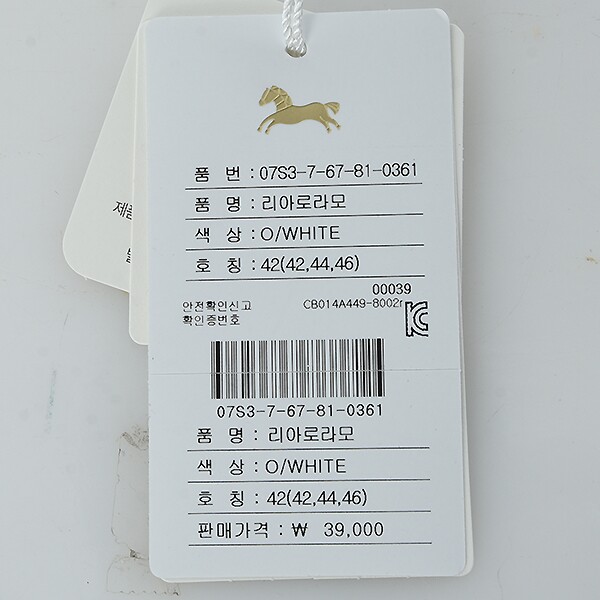 품 번 : 07S3-7-67-81-0361
품 명 : 리아로라모
색 상 : O/WHITE
호 칭 : 42(42,44,46)
00039
안전확인신고 CB014A449-8002r
확인증번호
07S3-7-67-81-0361
품 명 : 리아로라모
색 상 : O/WHITE
호 칭 : 42(42,44,46)
판매가격 : ₩ 39,000